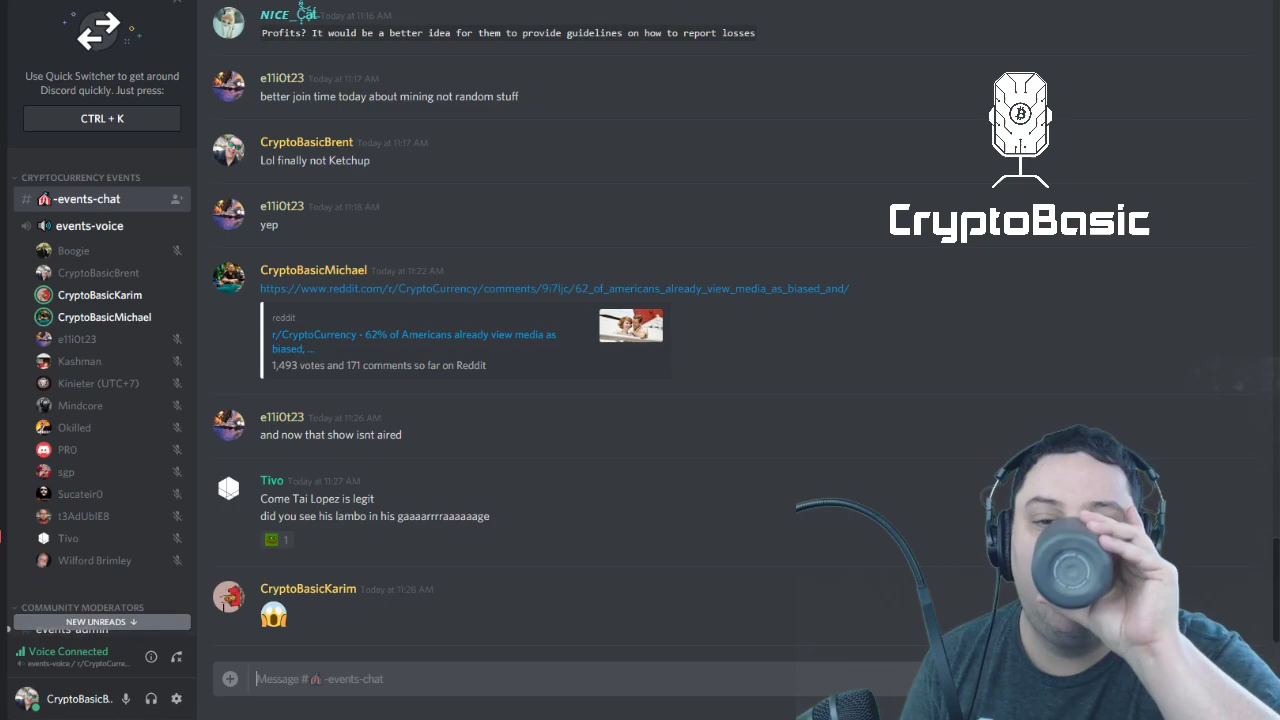 Use Quick Switcher to get around
Discord quickly. Just press:
CTRL + K
CRYPTOCURRENCY EVENTS
-events-chat
events-voice
Boogie
CryptoBasicBrent
CryptoBasicKarim
CryptoBasicMichael
e11i0t23
Kashman
Kinieter (UTC+7)
Mindcore
Okilled
PR0
sgp
Sucateir0
t3AdUblE8
Tivo
Wilford Brimley
COMMUNITY MODERATORS
NEW UNREADS ↓
events-admin
Voice Connected
events-voice / r/CryptoCurre...
CryptoBasicB...
NICE_Cat Today at 11:16 AM
Profits? It would be a better idea for them to provide guidelines on how to report losses
e11i0t23 Today at 11:17 AM
better join time today about mining not random stuff
CryptoBasicBrent Today at 11:17 AM
Lol finally not Ketchup
e11i0t23 Today at 11:18 AM
yep
CryptoBasicMichael Today at 11:22 AM
https://www.reddit.com/r/CryptoCurrency/comments/9i7ljc/62_of_americans_already_view_media_as_biased_and/
reddit
r/CryptoCurrency - 62% of Americans already view media as
biased, ...
1,493 votes and 171 comments so far on Reddit
e11i0t23 Today at 11:26 AM
and now that show isnt aired
Tivo Today at 11:27 AM
Come Tai Lopez is legit
did you see his lambo in his gaaaarrrraaaaaage
1
CryptoBasicKarim Today at 11:28 AM
Message # -events-chat
CryptoBasic